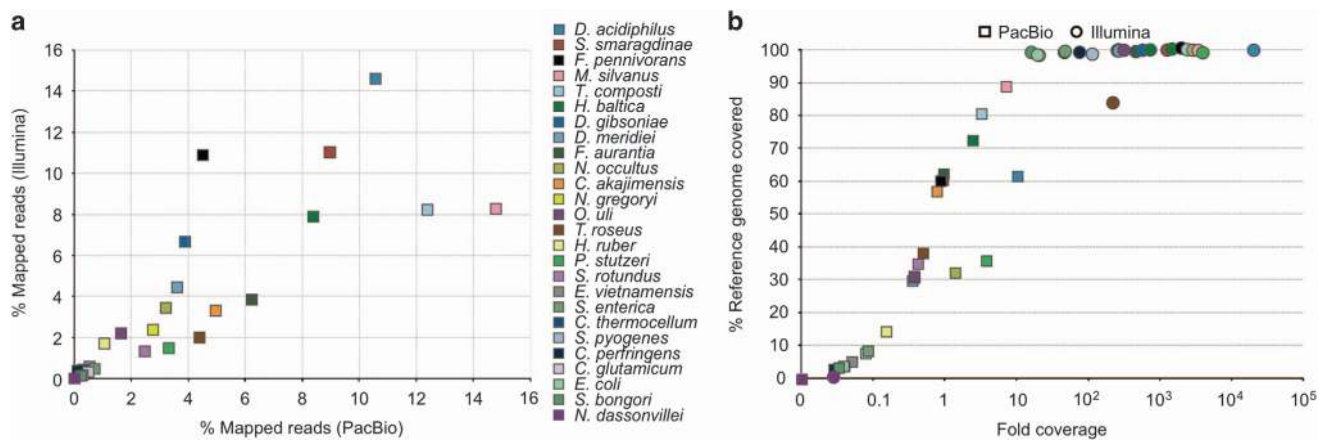 a
16
14
12
10
8
6
4
2
0
0 2 4 6 8 10 12 14 16
% Mapped reads (Illumina)
% Mapped reads (PacBio)
D. acidiphilus
S. smaragdinae
F. pennivorans
M. silvanus
T. composti
H. baltica
D. gibsoniae
D. meridiei
F. aurantia
N. occultus
C. akajimensis
N. gregoryi
O. uli
T. roseus
H. ruber
P. stutzeri
S. rotundus
E. vietnamensis
S. enterica
C. thermocellum
S. pyogenes
C. perfringens
C. glutamicum
E. coli
S. bongori
N. dassonvillei
b
PacBio Illumina
100
90
80
70
60
50
40
30
20
10
0
0 0.1 1 10 10² 10³ 10⁴ 10⁵
% Reference genome covered
Fold coverage